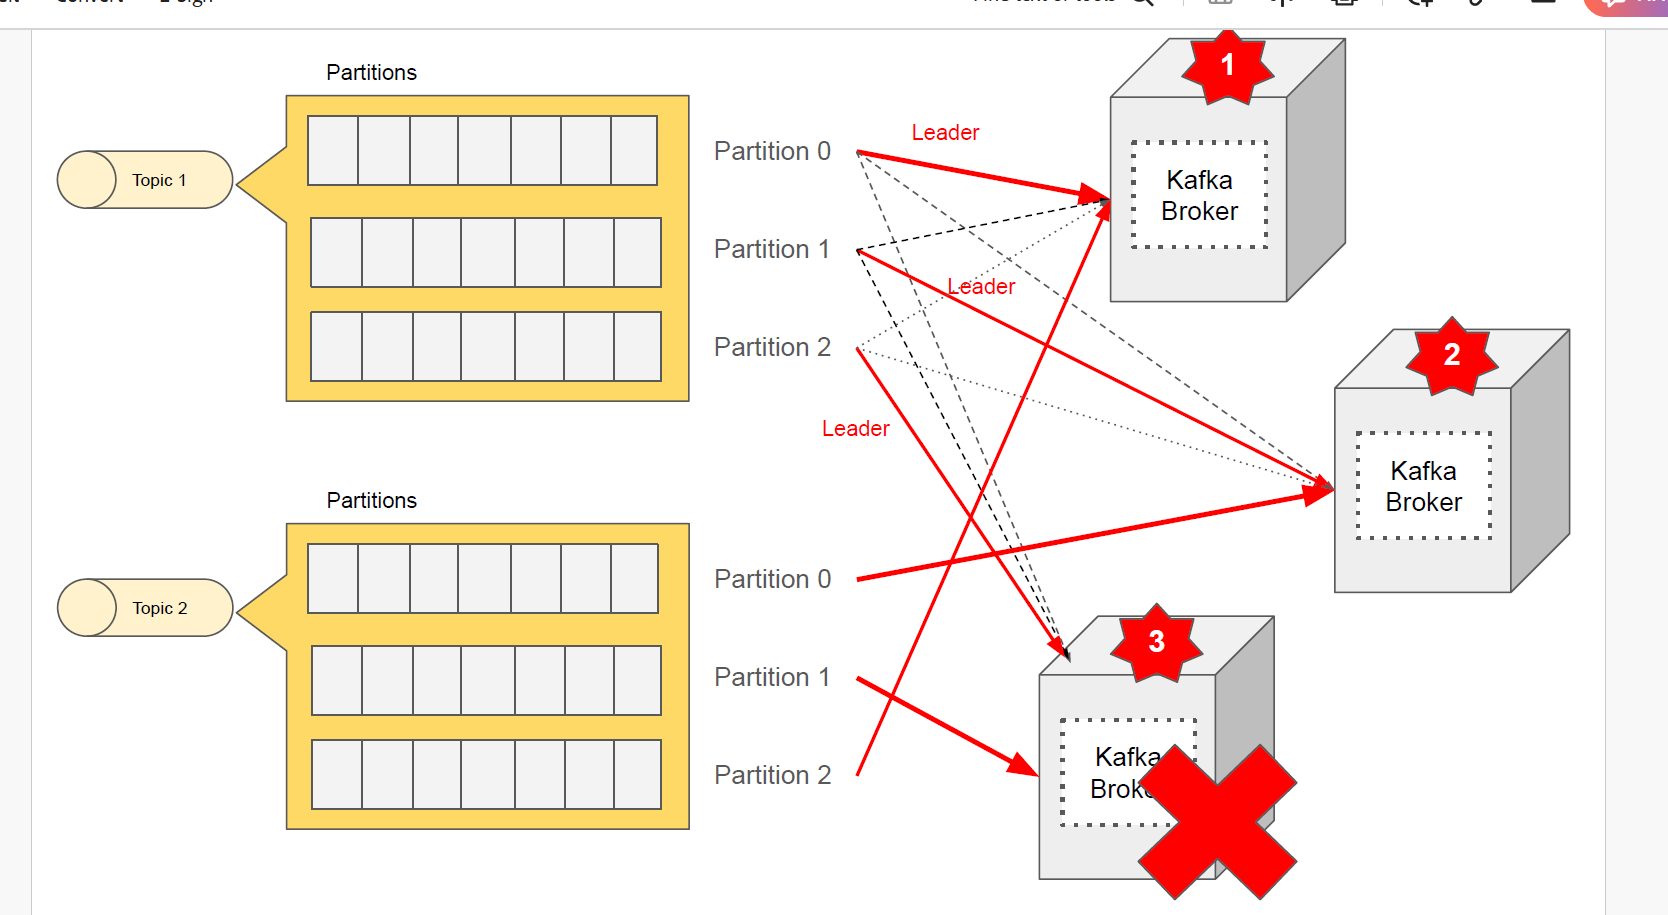 Convert
Partitions
Topic 1
Partition 0
Partition 1
Partition 2
Leader
Leader
Leader
1
Kafka
Broker
2
Kafka
Broker
Partitions
Topic 2
Partition 0
Partition 1
Partition 2
3
Kafka